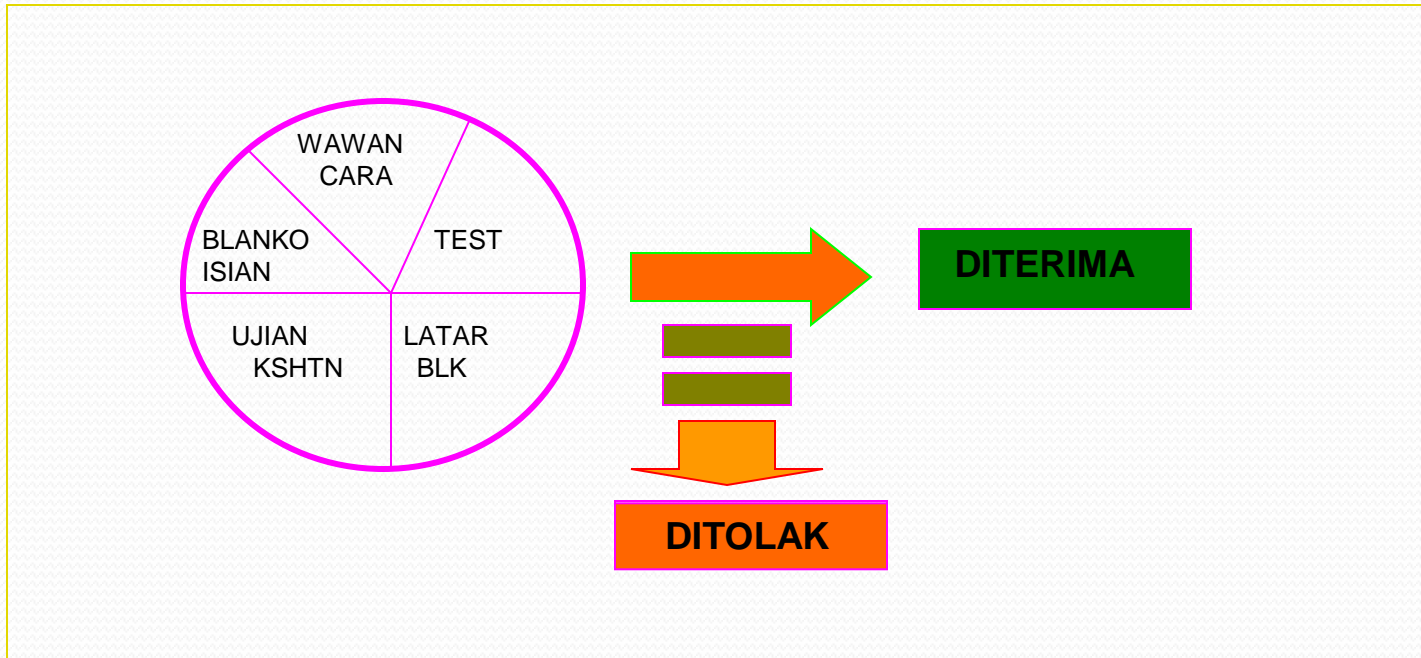 WAWAN
CARA
BLANKO
ISIAN
TEST
UJIAN
KSHTN
LATAR
BLK
DITERIMA
DITOLAK